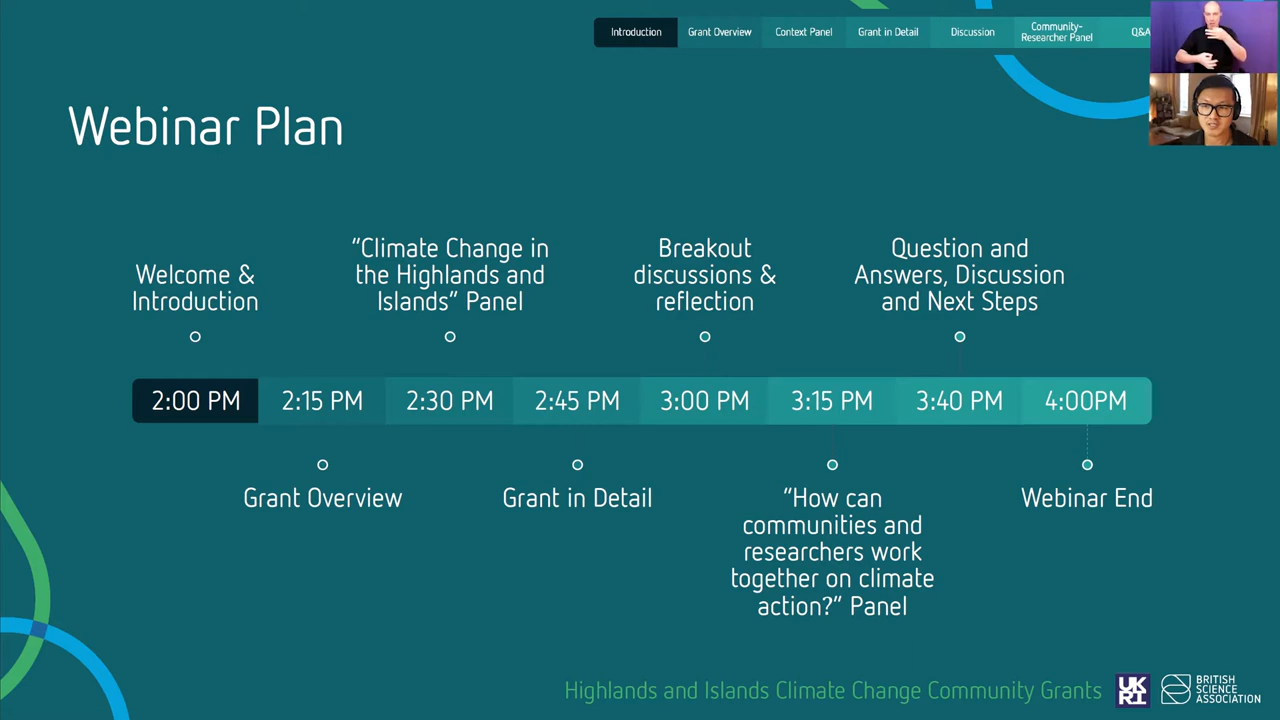 Introduction
Grant Overview
Context Panel
Grant in Detail
Discussion
Community-
Researcher Panel
Q&A
Webinar Plan
Welcome &
Introduction
"Climate Change in
the Highlands and
Islands" Panel
Breakout
discussions &
reflection
Question and
Answers, Discussion
and Next Steps
2:00 PM
2:15 PM
2:30 PM
2:45 PM
3:00 PM
3:15 PM
3:40 PM
4:00PM
Grant Overview
Grant in Detail
"How can
communities and
researchers work
together on climate
action?" Panel
Webinar End
Highlands and Islands Climate Change Community Grants
UK
RI
BRITISH
SCIENCE
ASSOCIATION